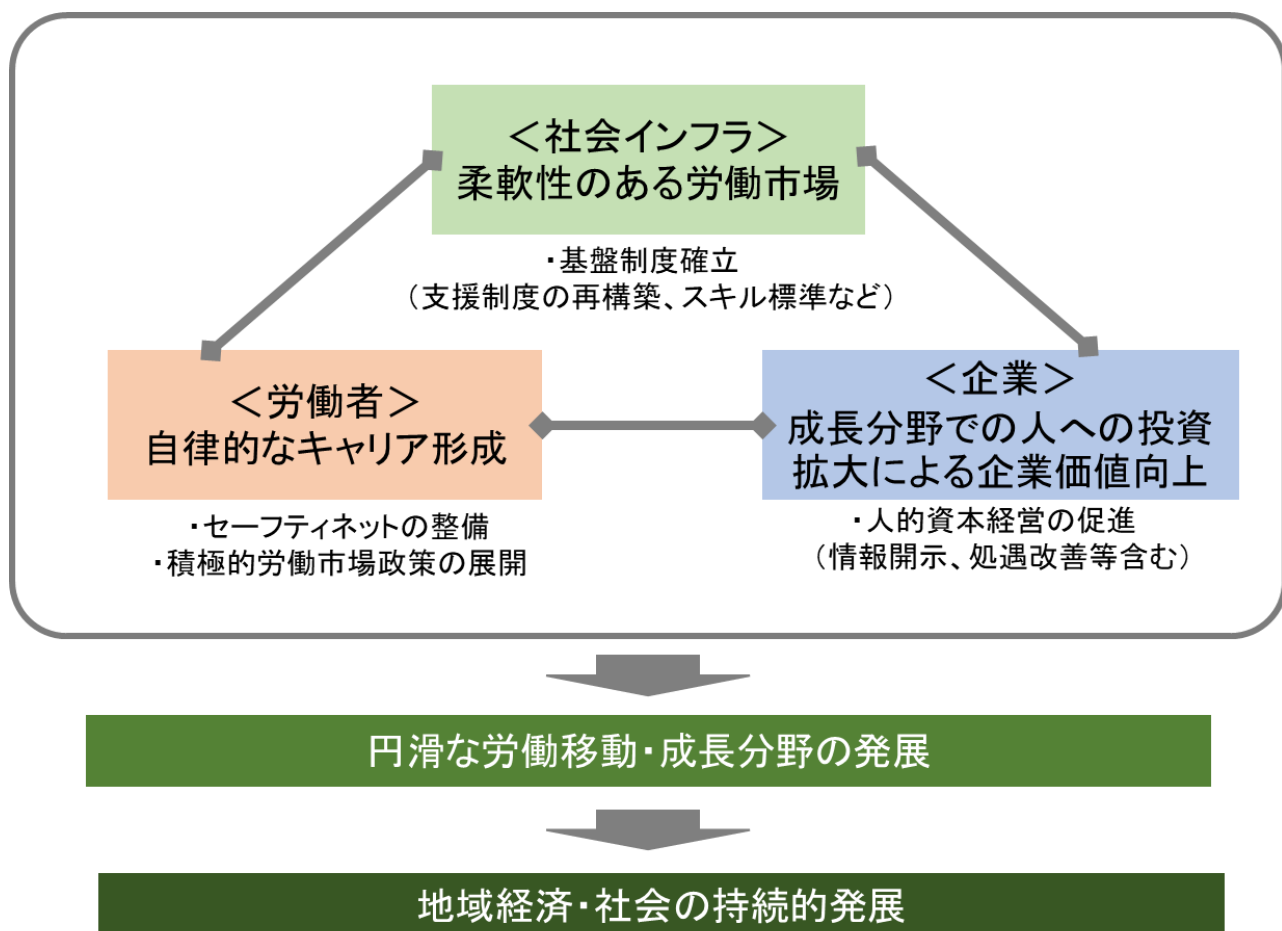 ＜社会インフラ＞
柔軟性のある労働市場
・基盤制度確立
（支援制度の再構築、スキル標準など）
＜労働者＞
自律的なキャリア形成
・セーフティネットの整備
・積極的労働市場政策の展開
＜企業＞
成長分野での人への投資
拡大による企業価値向上
・人的資本経営の促進
（情報開示、処遇改善等含む）
円滑な労働移動・成長分野の発展
地域経済・社会の持続的発展